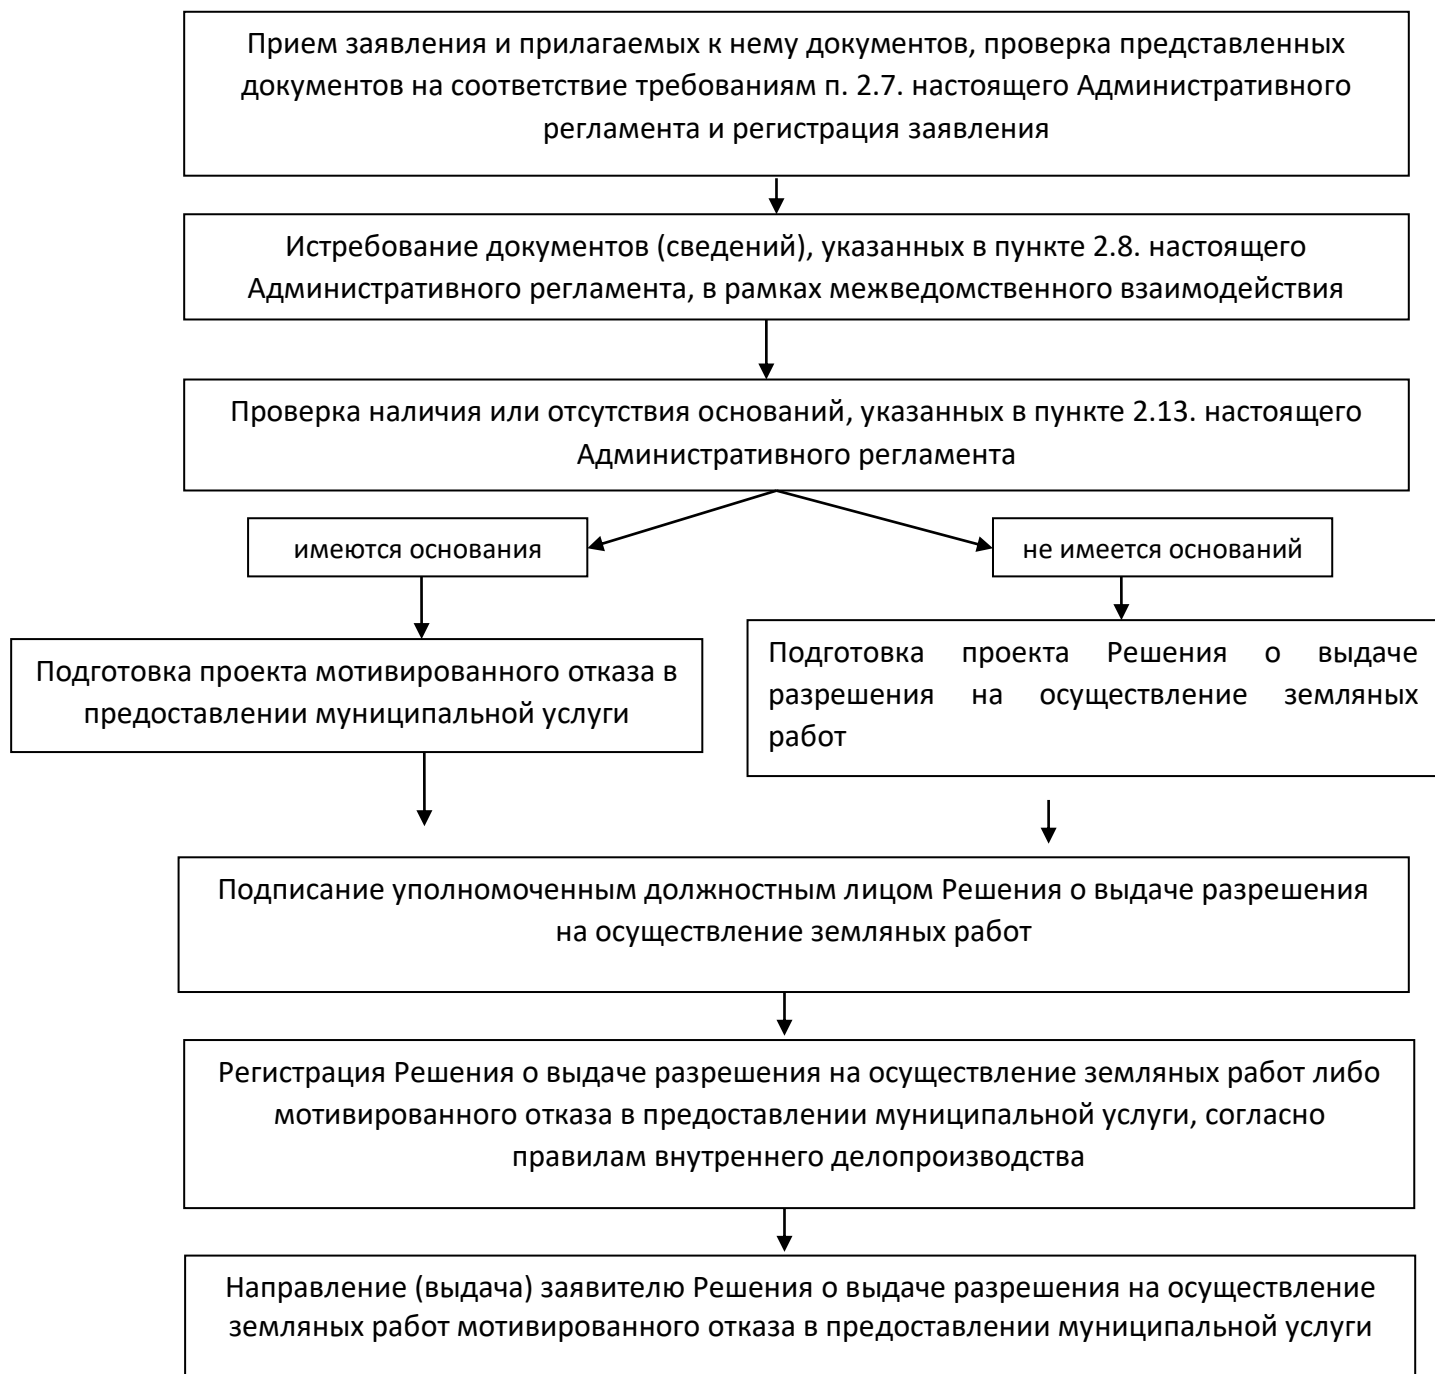 Прием заявления и прилагаемых к нему документов, проверка представленных
документов на соответствие требованиям п. 2.7. настоящего Административного
регламента и регистрация заявления
Истребование документов (сведений), указанных в пункте 2.8. настоящего
Административного регламента, в рамках межведомственного взаимодействия
Проверка наличия или отсутствия оснований, указанных в пункте 2.13. настоящего
Административного регламента
имеются основания
не имеется оснований
Подготовка проекта мотивированного отказа в
предоставлении муниципальной услуги
Подготовка проекта Решения о выдаче
разрешения на осуществление земляных
работ
Подписание уполномоченным должностным лицом Решения о выдаче разрешения
на осуществление земляных работ
Регистрация Решения о выдаче разрешения на осуществление земляных работ либо
мотивированного отказа в предоставлении муниципальной услуги, согласно
правилам внутреннего делопроизводства
Направление (выдача) заявителю Решения о выдаче разрешения на осуществление
земляных работ мотивированного отказа в предоставлении муниципальной услуги